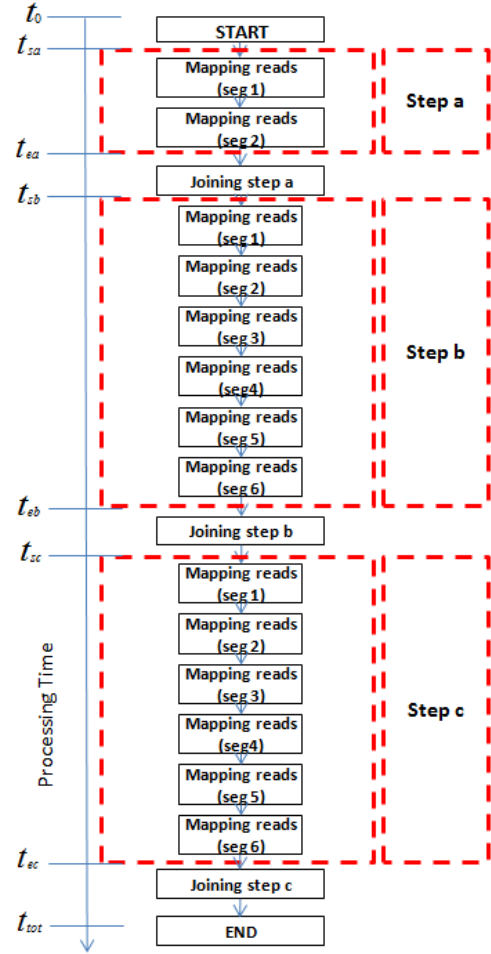 t0
START
tsa
Mapping reads
(seg 1)
Mapping reads
(seg 2)
Step a
tea
Joining step a
tsb
Mapping reads
(seg 1)
Mapping reads
(seg 2)
Mapping reads
(seg 3)
Mapping reads
(seg4)
Mapping reads
(seg 5)
Mapping reads
(seg 6)
Step b
teb
Joining step b
tsc
Mapping reads
(seg 1)
Mapping reads
(seg 2)
Mapping reads
(seg 3)
Mapping reads
(seg4)
Mapping reads
(seg 5)
Mapping reads
(seg 6)
Step c
Processing Time
tec
Joining step c
ttot
END